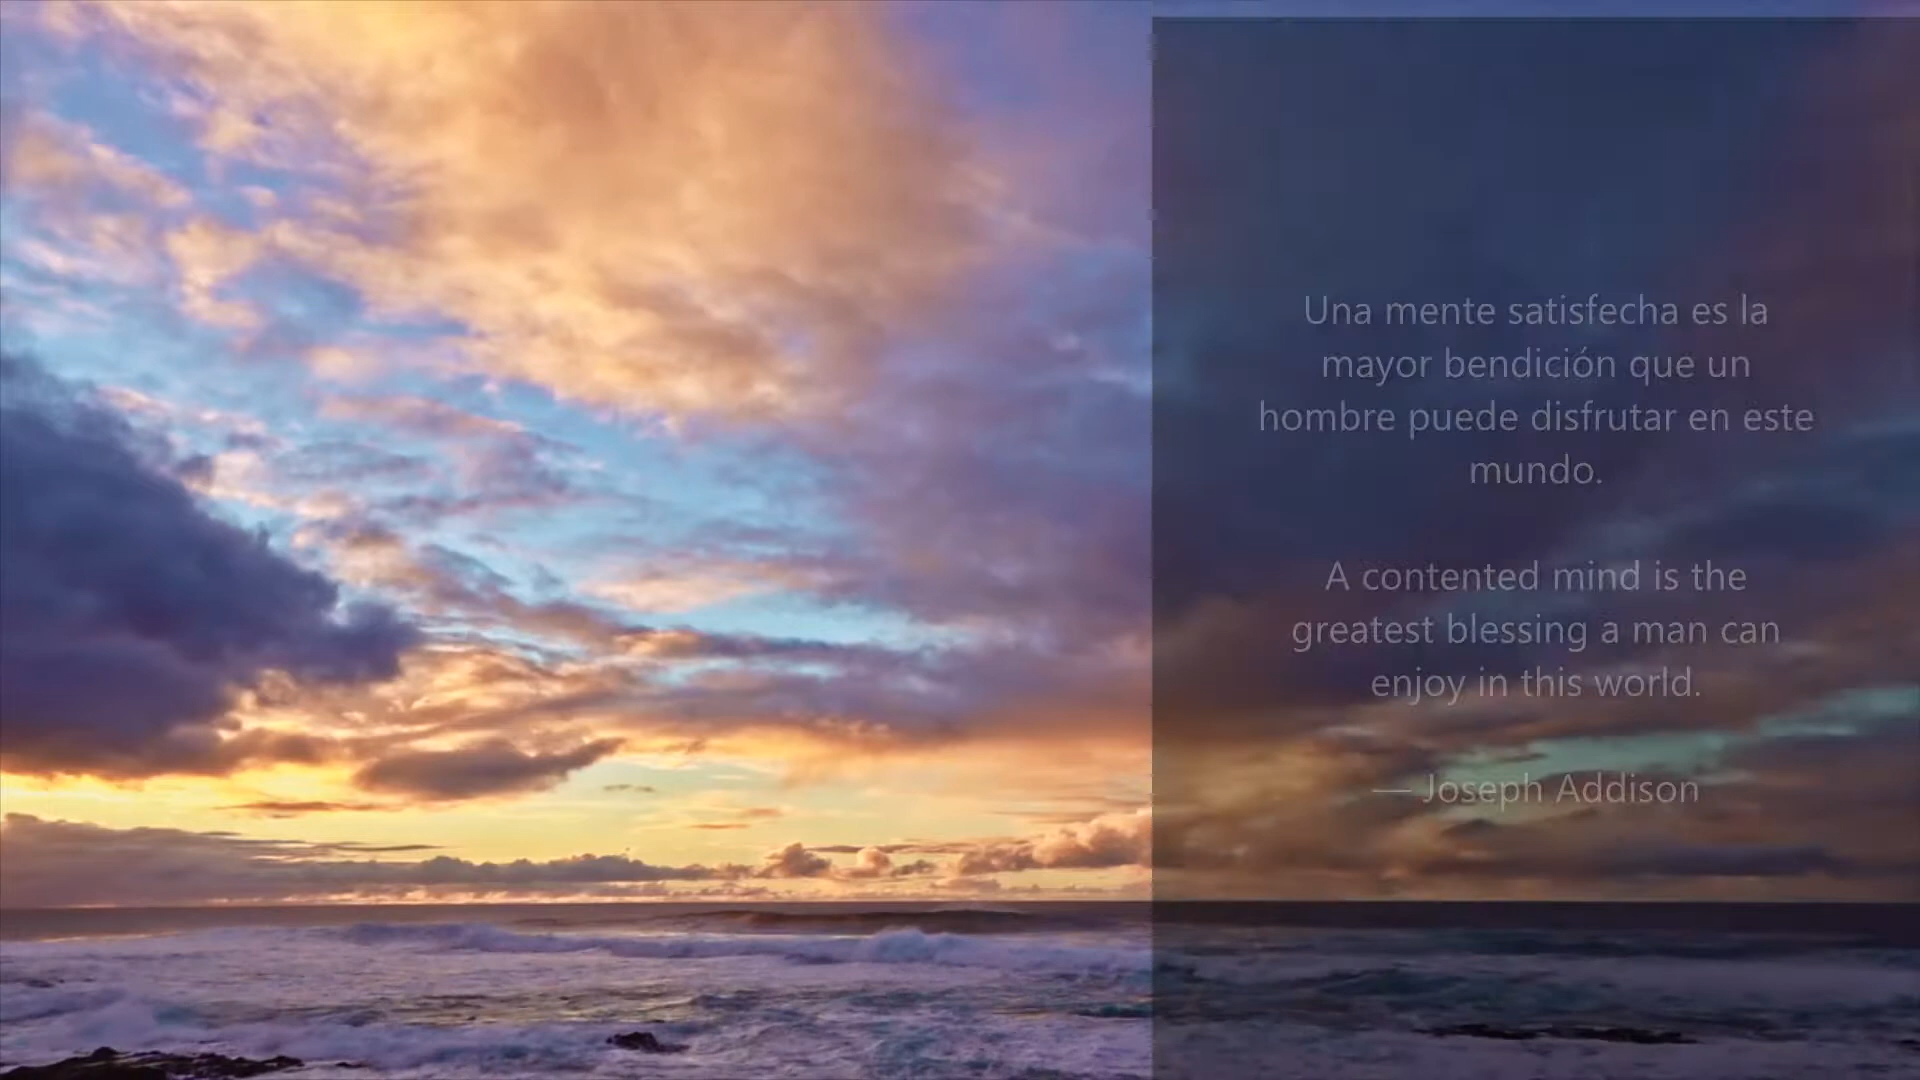 Una mente satisfecha es la
mayor bendición que un
hombre puede disfrutar en este
mundo.
A contented mind is the
greatest blessing a man can
enjoy in this world.
— Joseph Addison